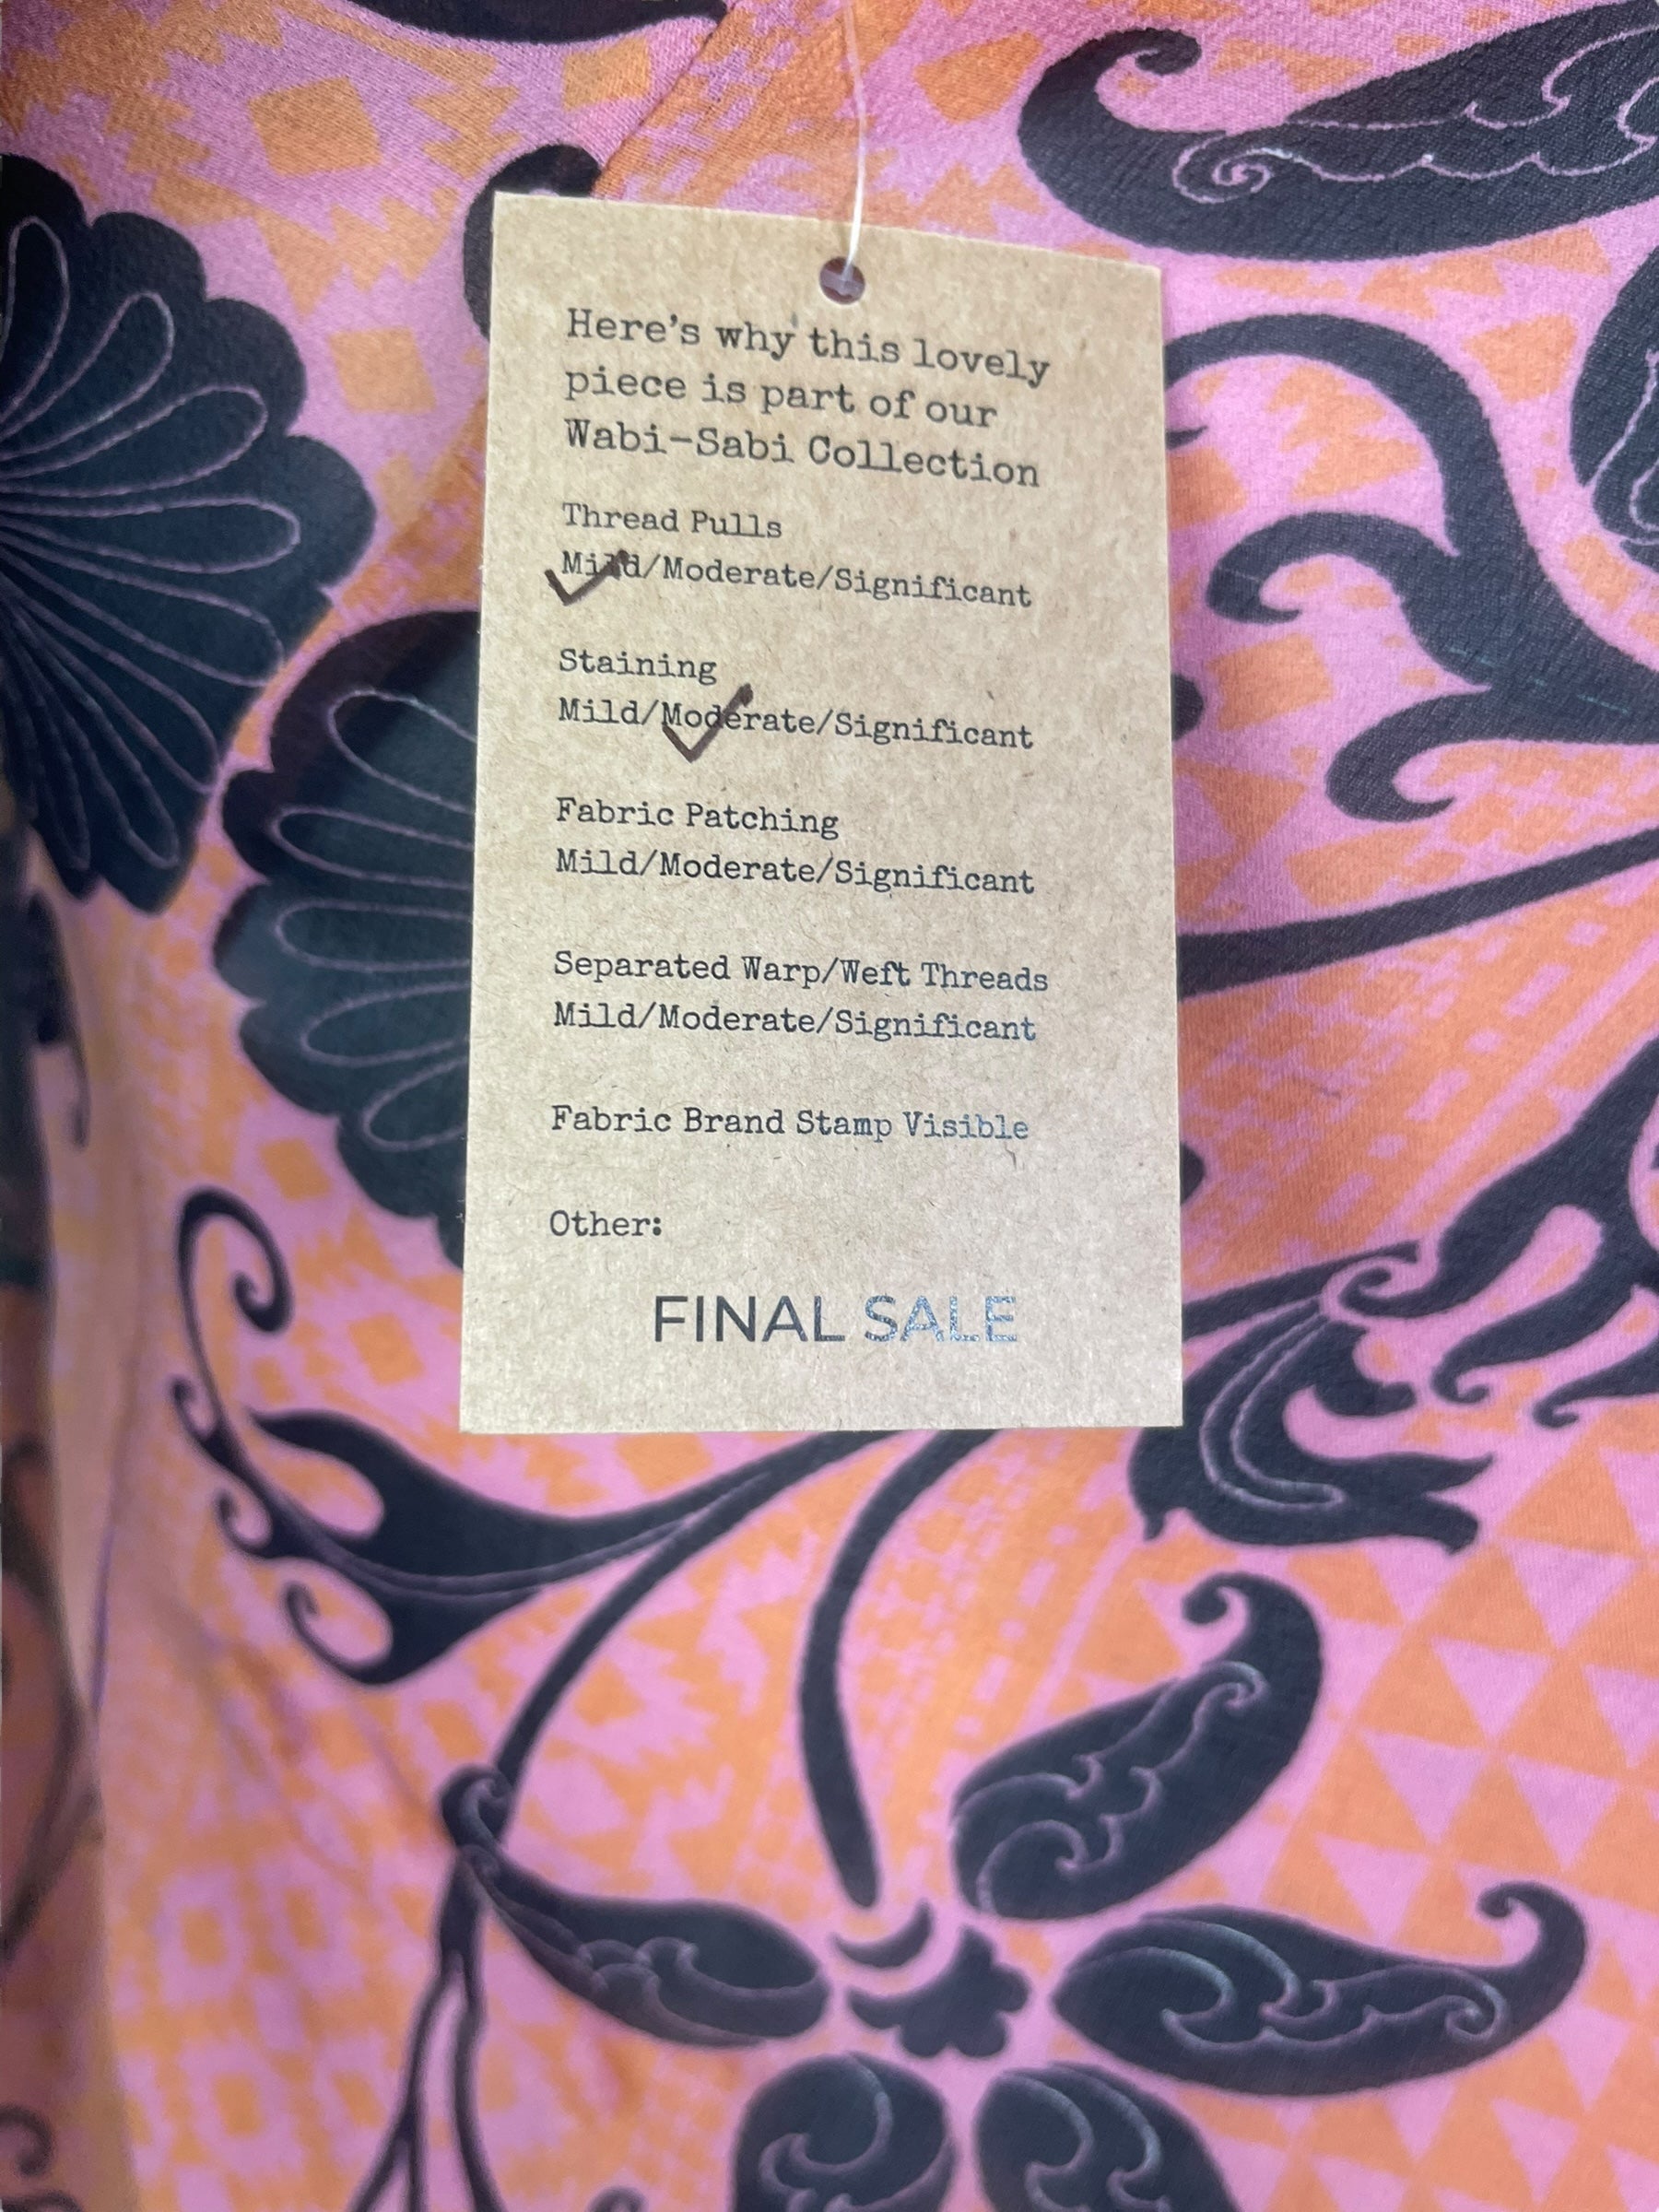 Here's why this lovely
piece is part of our
Wabi-Sabi Collection
Thread Pulls
Mild/Moderate/Significant
Staining
Mild/Moderate/Significant
Fabric Patching
Mild/Moderate/Significant
Separated Warp/Weft Threads
Mild/Moderate/Significant
Fabric Brand Stamp Visible
Other:
FINAL SALE